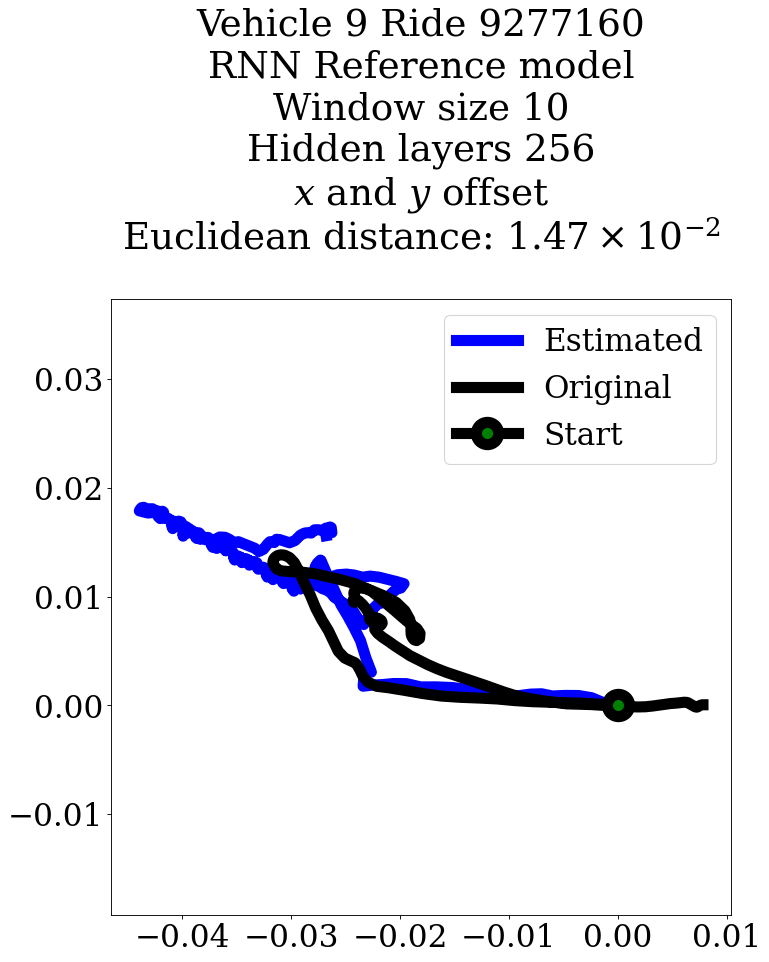 Vehicle 9 Ride 9277160
RNN Reference model
Window size 10
Hidden layers 256
x and y offset
Euclidean distance: 1.47 × 10⁻²
Estimated
Original
Start
0.03
0.02
0.01
0.00
−0.01
−0.04 −0.03 −0.02 −0.01 0.00 0.01